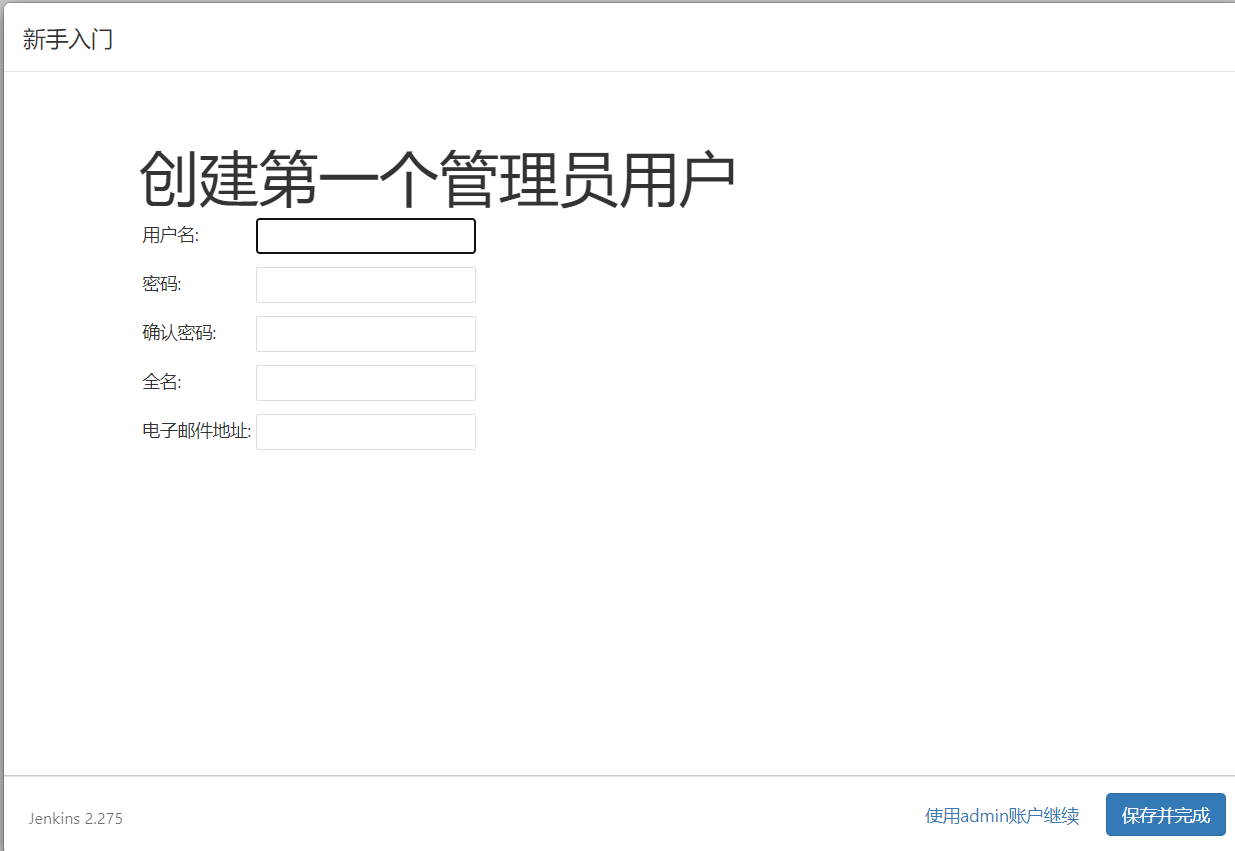 新手入门
创建第一个管理员用户
用户名:
密码:
确认密码:
全名:
电子邮件地址:
Jenkins 2.275
使用admin账户继续
保存并完成